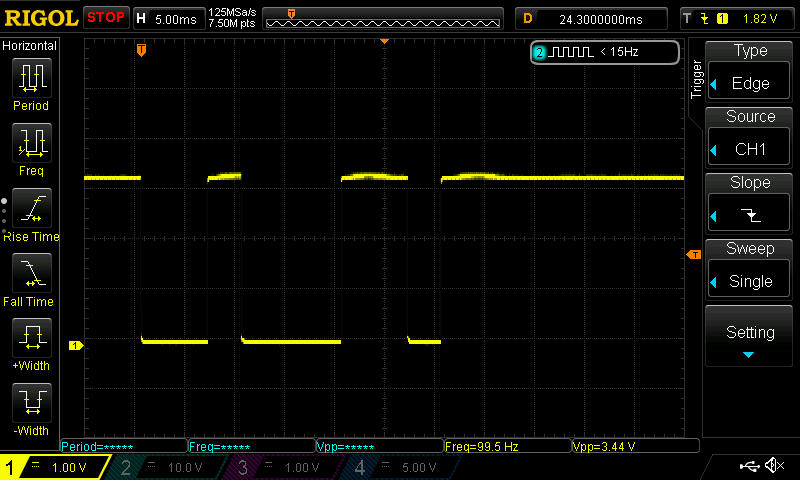 RIGOL STOP H 5.00ms 125MSa/s 7.50M pts T D 24.3000000ms T 1 1.82 V
Horizontal
T
2 < 15Hz
Period
Freq
Rise Time
Fall Time
+Width
-Width
Trigger
Type
Edge
Source
CH1
Slope
Sweep
Single
Setting
T
1
Period=***** Freq=***** Vpp=***** Freq=99.5 Hz Vpp=3.44 V
1 = 1.00 V 2 = 10.0 V 3 = 1.00 V 4 = 5.00 V